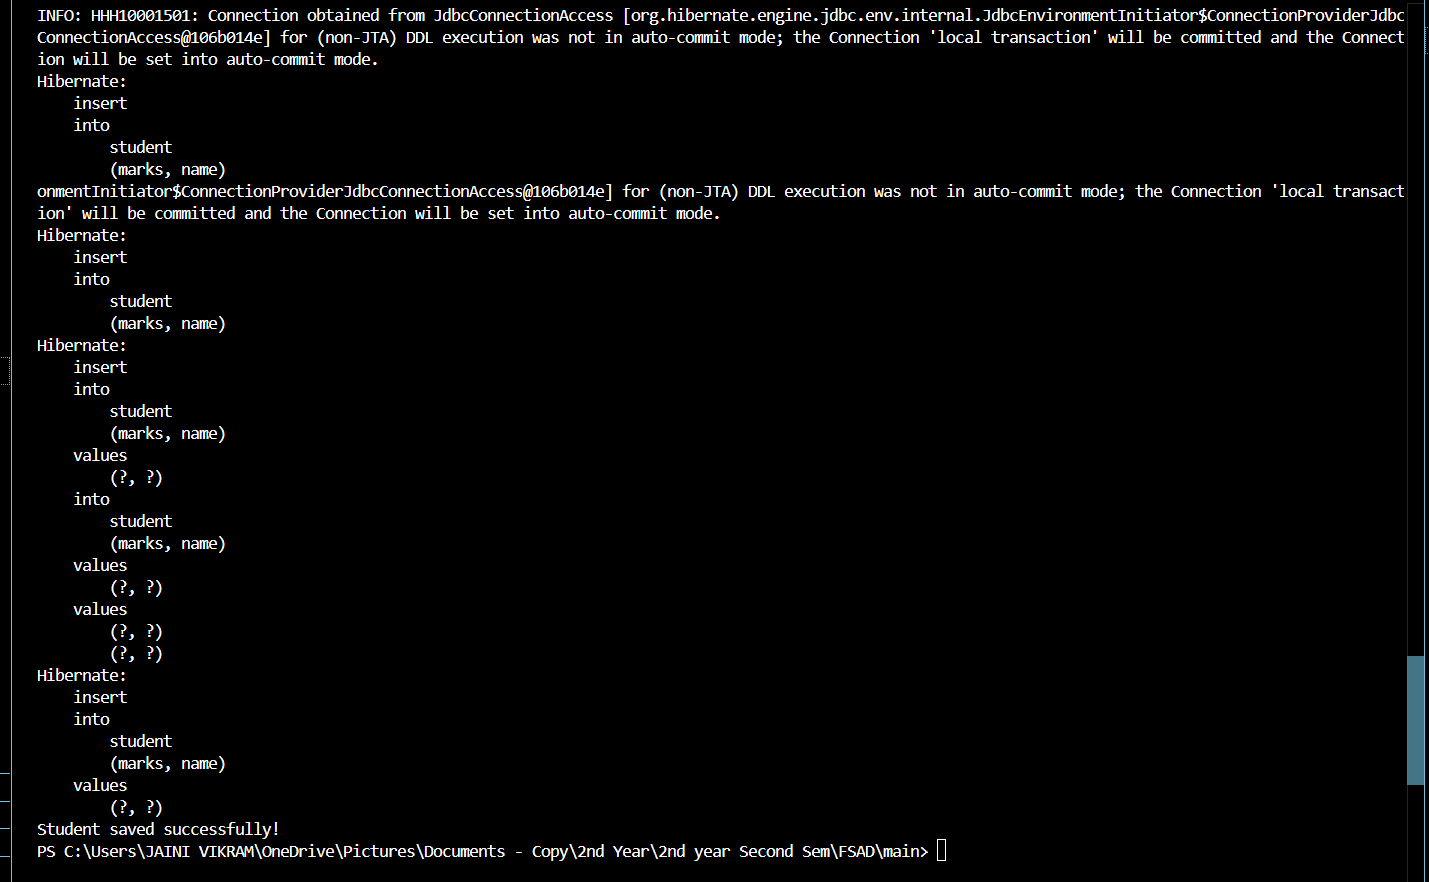 INFO: HHH10001501: Connection obtained from JdbcConnectionAccess [org.hibernate.engine.jdbc.env.internal.JdbcEnvironmentInitiator$ConnectionProviderJdbc
ConnectionAccess@106b014e] for (non-JTA) DDL execution was not in auto-commit mode; the Connection 'local transaction' will be committed and the Connect
ion will be set into auto-commit mode.
Hibernate:
    insert
    into
        student
        (marks, name)
onmentInitiator$ConnectionProviderJdbcConnectionAccess@106b014e] for (non-JTA) DDL execution was not in auto-commit mode; the Connection 'local transact
ion' will be committed and the Connection will be set into auto-commit mode.
Hibernate:
    insert
    into
        student
        (marks, name)
Hibernate:
    insert
    into
        student
        (marks, name)
    values
        (?, ?)
    into
        student
        (marks, name)
    values
        (?, ?)
    values
        (?, ?)
        (?, ?)
Hibernate:
    insert
    into
        student
        (marks, name)
    values
        (?, ?)
Student saved successfully!
PS C:\Users\JAINI VIKRAM\OneDrive\Pictures\Documents - Copy\2nd Year\2nd year Second Sem\FSAD\main>